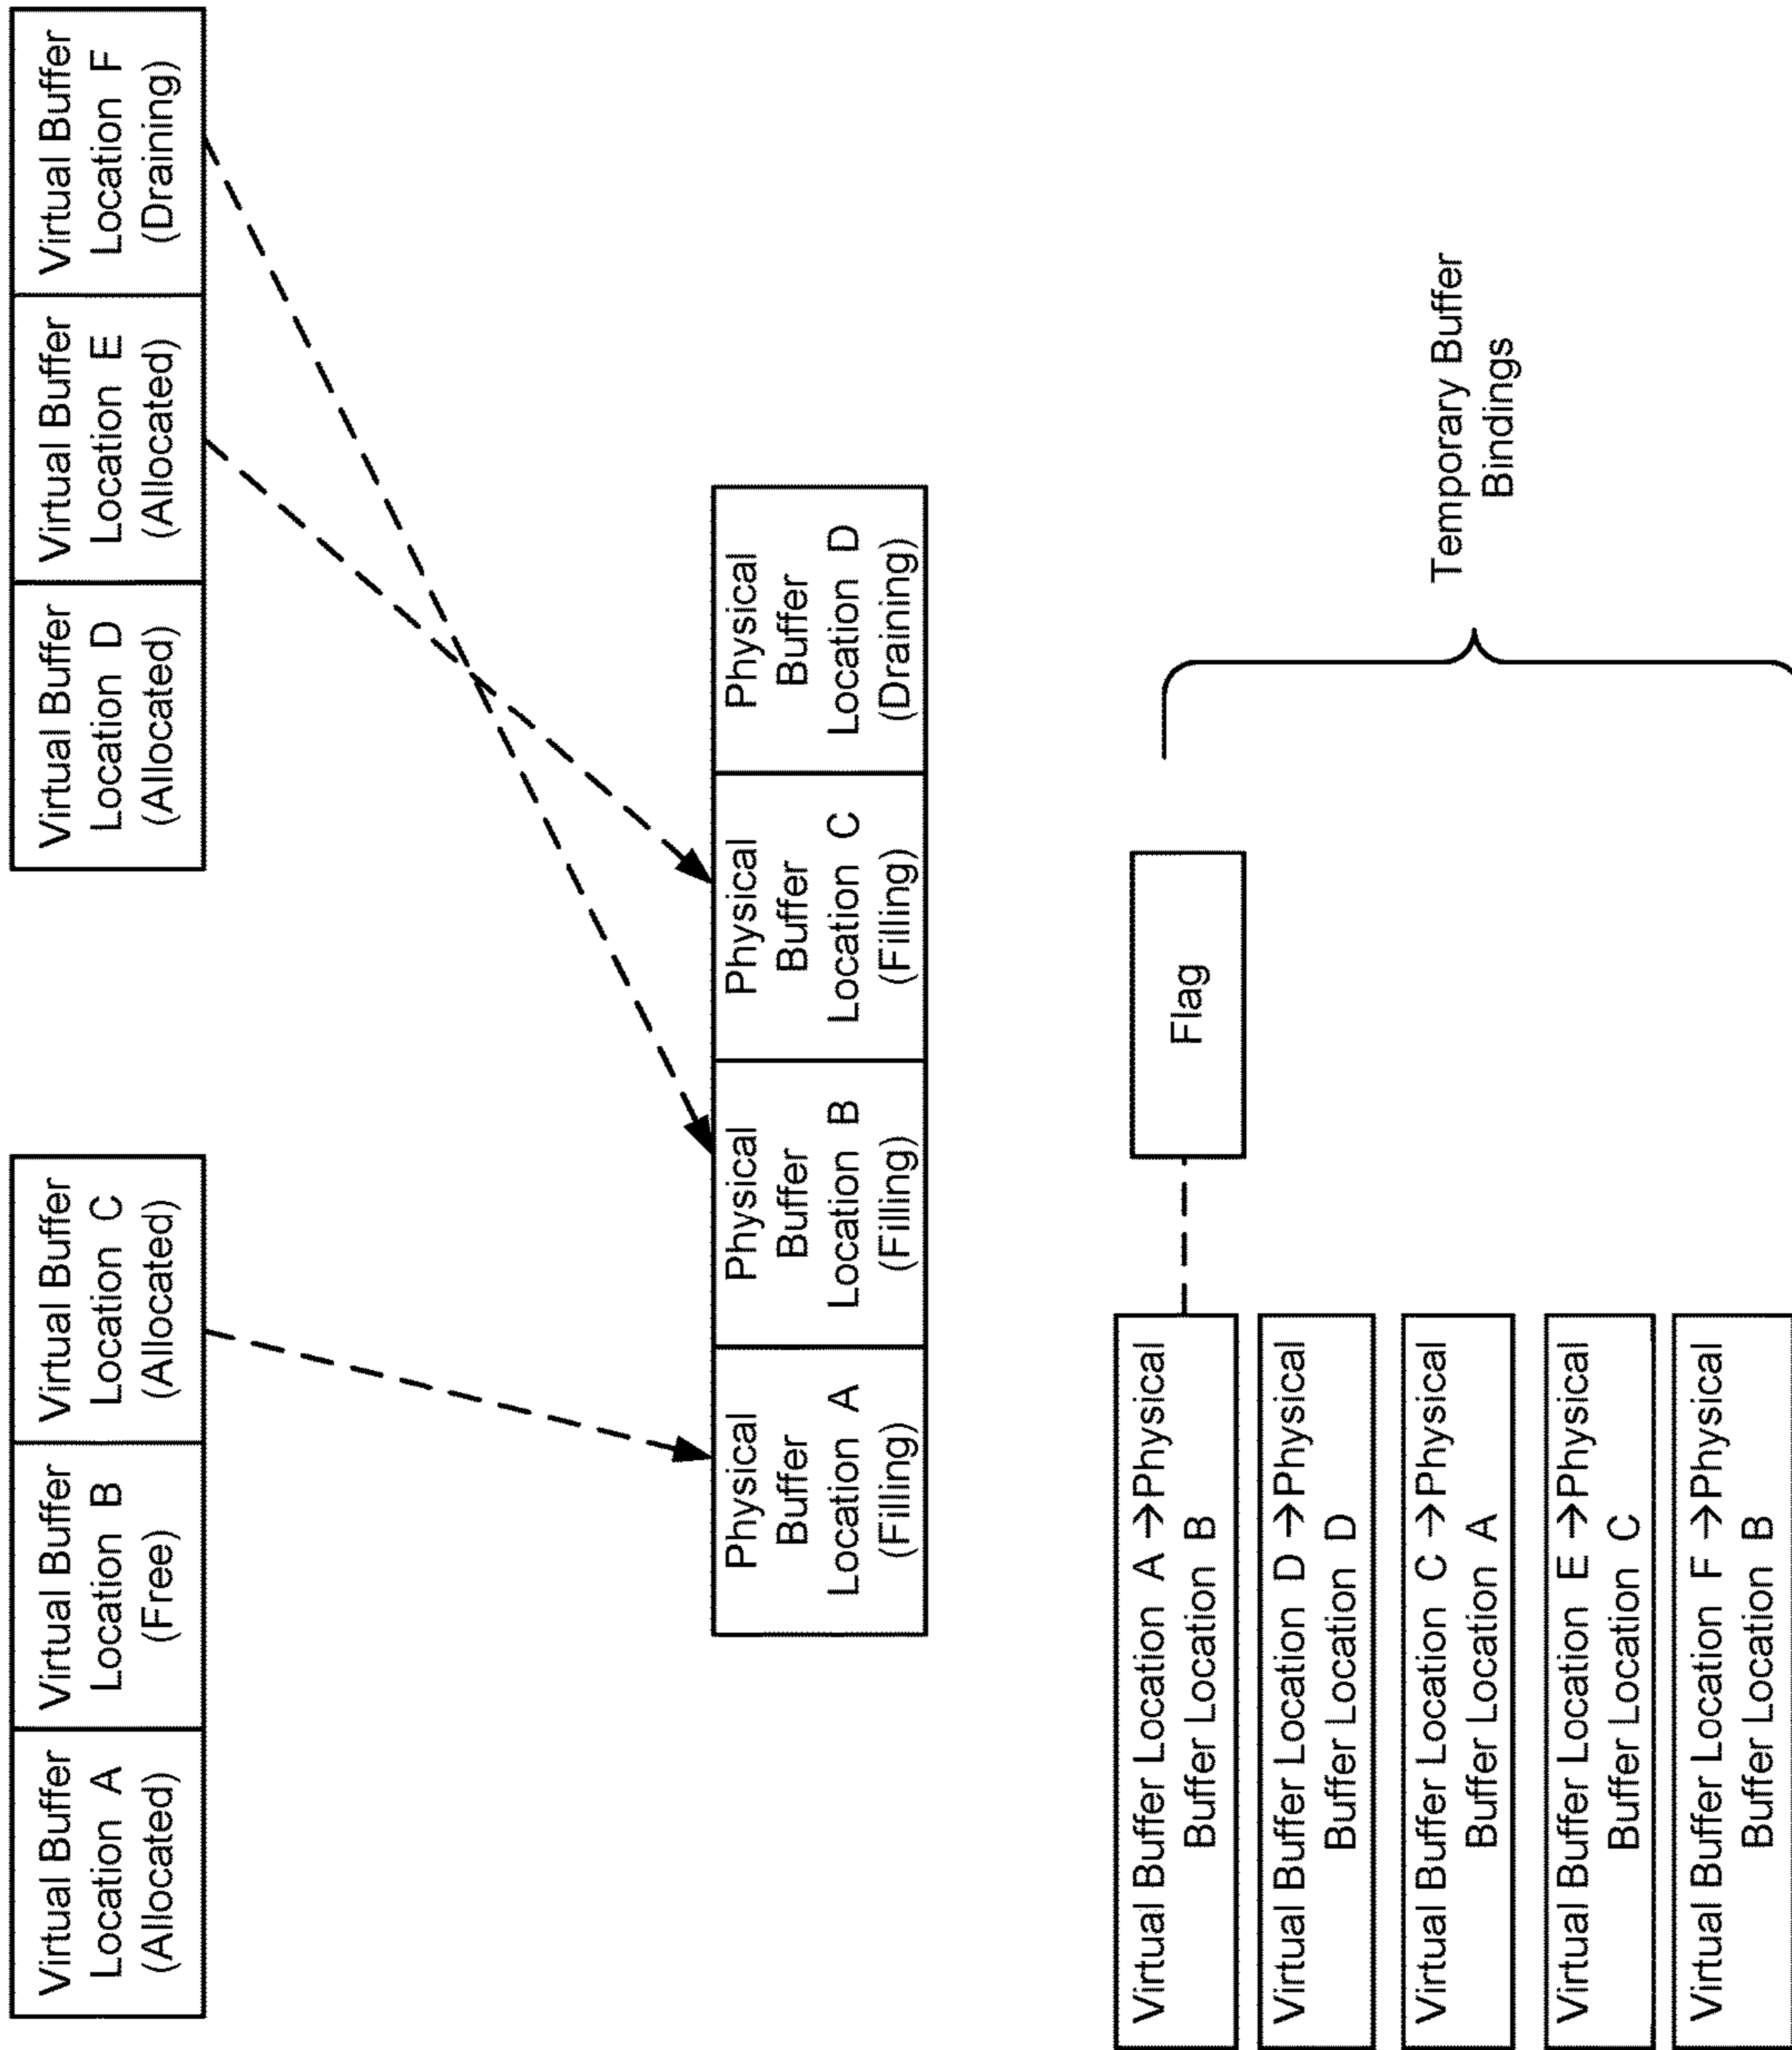 Virtual Buffer
Location A
(Allocated)
Virtual Buffer
Location B
(Free)
Virtual Buffer
Location C
(Allocated)
Virtual Buffer
Location D
(Allocated)
Virtual Buffer
Location E
(Allocated)
Virtual Buffer
Location F
(Draining)
Physical
Buffer
Location A
(Filling)
Physical
Buffer
Location B
(Filling)
Physical
Buffer
Location C
(Filling)
Physical
Buffer
Location D
(Draining)
Virtual Buffer Location A →Physical
Buffer Location B
Flag
Virtual Buffer Location D →Physical
Buffer Location D
Virtual Buffer Location C →Physical
Buffer Location A
Virtual Buffer Location E →Physical
Buffer Location C
Virtual Buffer Location F →Physical
Buffer Location B
Temporary Buffer
Bindings